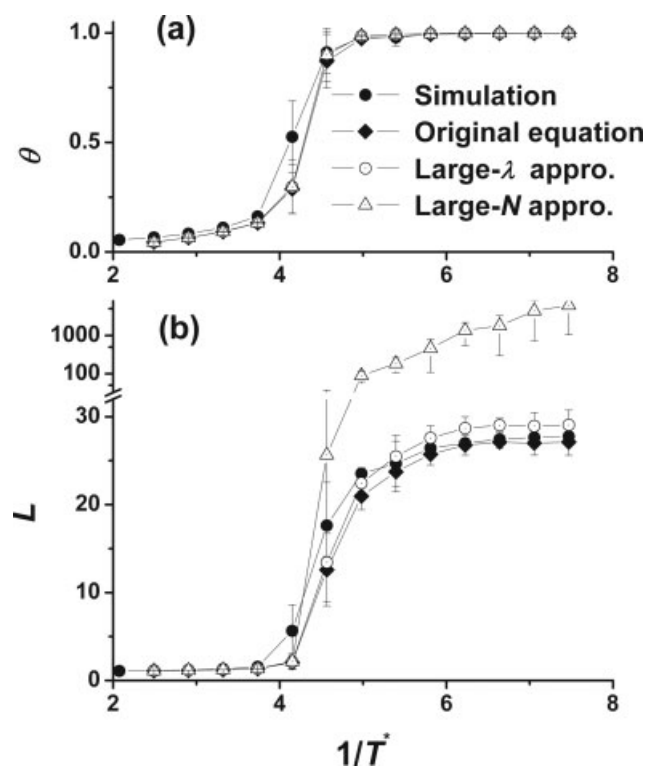 (a)
1.0
0.5
0.0
θ
Simulation
Original equation
Large-λ appro.
Large-N appro.
2 4 6 8
(b)
1000
100
30
20
10
0
L
2 4 6 8
1/T*